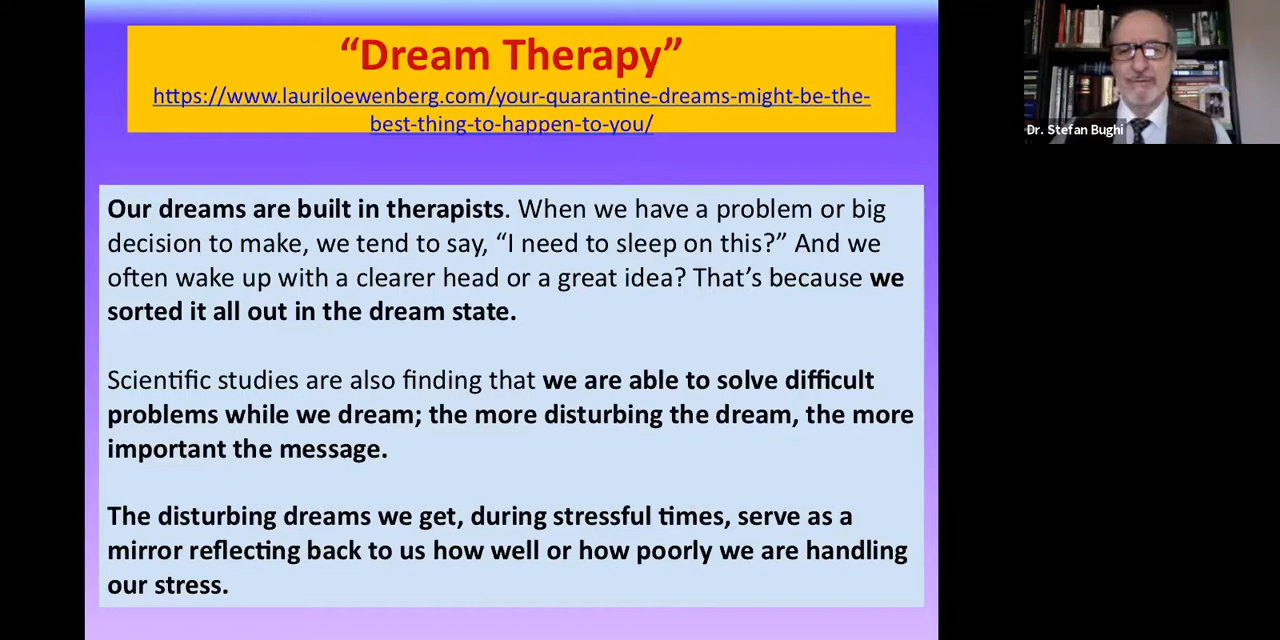 “Dream Therapy”
https://www.lauriloewenberg.com/your-quarantine-dreams-might-be-the-
best-thing-to-happen-to-you/
Our dreams are built in therapists. When we have a problem or big
decision to make, we tend to say, “I need to sleep on this?” And we
often wake up with a clearer head or a great idea? That’s because we
sorted it all out in the dream state.
Scientific studies are also finding that we are able to solve difficult
problems while we dream; the more disturbing the dream, the more
important the message.
The disturbing dreams we get, during stressful times, serve as a
mirror reflecting back to us how well or how poorly we are handling
our stress.
Dr. Stefan Bughi